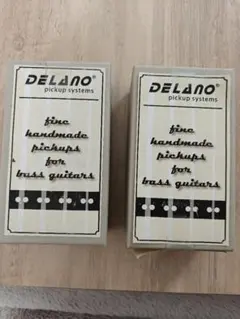 DELANO®
pickup systems
fine
handmade
pickups
for
bass guitars
DELANO®
pickup systems
fine
handmade
pickups
for
bass guitars